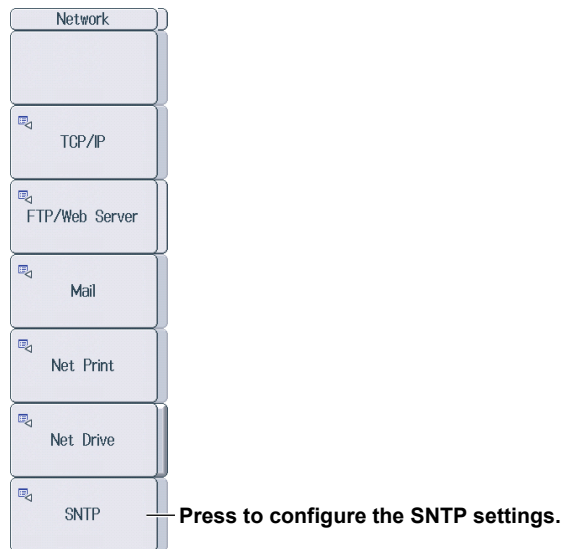 Network
TCP/IP
FTP/Web Server
Mail
Net Print
Net Drive
SNTP
Press to configure the SNTP settings.